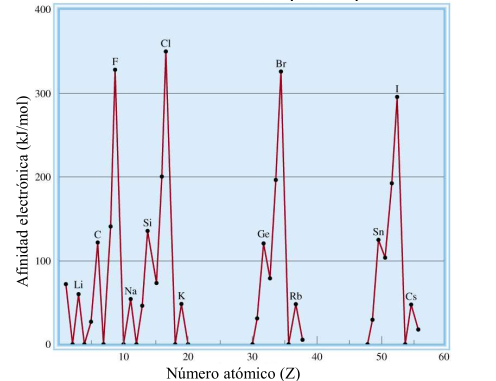 400
Cl
F
Br
300
I
Afinidad electrónica (kJ/mol)
200
C
Si
Ge
Sn
100
Li
Na
K
Rb
Cs
0
10
20
30
40
50
60
Número atómico (Z)